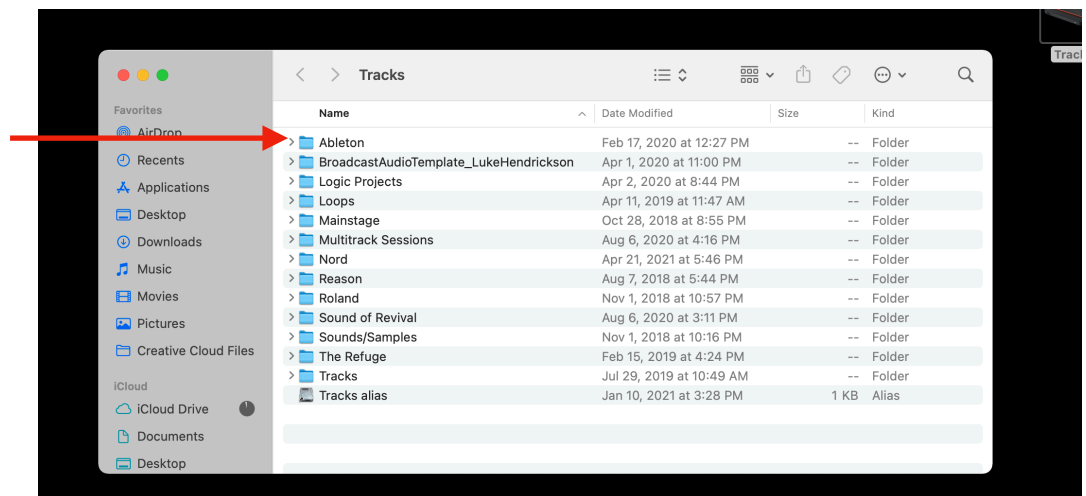 Trac
Tracks
Favorites
AirDrop
Recents
Applications
Desktop
Downloads
Music
Movies
Pictures
Creative Cloud Files
iCloud
iCloud Drive
Documents
Desktop
Name Date Modified Size Kind
Ableton Feb 17, 2020 at 12:27 PM -- Folder
BroadcastAudioTemplate_LukeHendrickson Apr 1, 2020 at 11:00 PM -- Folder
Logic Projects Apr 2, 2020 at 8:44 PM -- Folder
Loops Apr 11, 2019 at 11:47 AM -- Folder
Mainstage Oct 28, 2018 at 8:55 PM -- Folder
Multitrack Sessions Aug 6, 2020 at 4:16 PM -- Folder
Nord Apr 21, 2021 at 5:46 PM -- Folder
Reason Aug 7, 2018 at 5:44 PM -- Folder
Roland Nov 1, 2018 at 10:57 PM -- Folder
Sound of Revival Aug 6, 2020 at 3:11 PM -- Folder
Sounds/Samples Nov 1, 2018 at 10:16 PM -- Folder
The Refuge Feb 15, 2019 at 4:24 PM -- Folder
Tracks Jul 29, 2019 at 10:49 AM -- Folder
Tracks alias Jan 10, 2021 at 3:28 PM 1 KB Alias